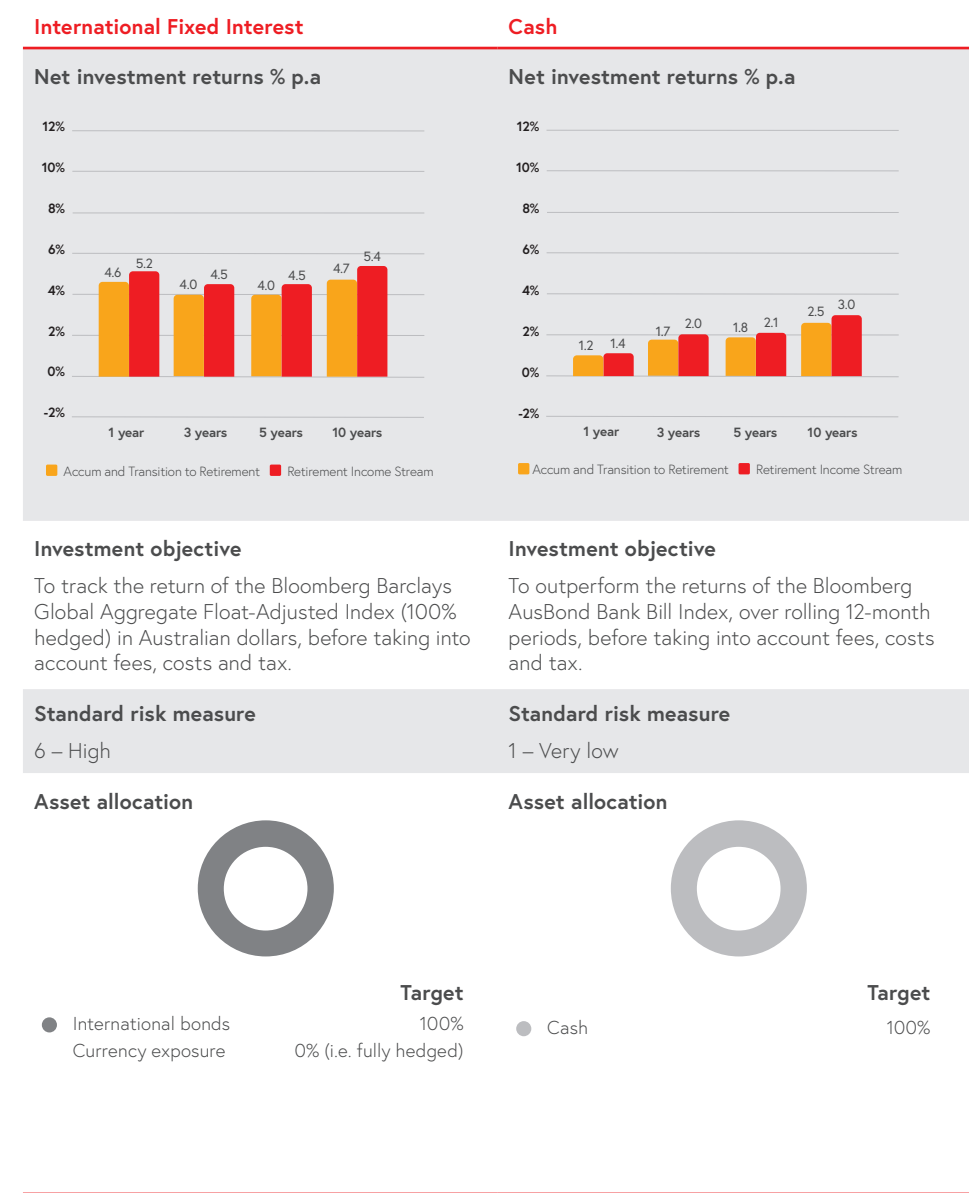 International Fixed Interest
Net investment returns % p.a
12%
10%
8%
6%
4%
2%
0%
-2%
4.6 5.2 4.0 4.5 4.0 4.5 4.7 5.4
1 year 3 years 5 years 10 years
Accum and Transition to Retirement Retirement Income Stream
Investment objective
To track the return of the Bloomberg Barclays
Global Aggregate Float-Adjusted Index (100%
hedged) in Australian dollars, before taking into
account fees, costs and tax.
Standard risk measure
6 – High
Asset allocation
Target
International bonds 100%
Currency exposure 0% (i.e. fully hedged)
Cash
Net investment returns % p.a
12%
10%
8%
6%
4%
2%
0%
-2%
1.2 1.4 1.7 2.0 1.8 2.1 2.5 3.0
1 year 3 years 5 years 10 years
Accum and Transition to Retirement Retirement Income Stream
Investment objective
To outperform the returns of the Bloomberg
AusBond Bank Bill Index, over rolling 12-month
periods, before taking into account fees, costs
and tax.
Standard risk measure
1 – Very low
Asset allocation
Target
Cash 100%